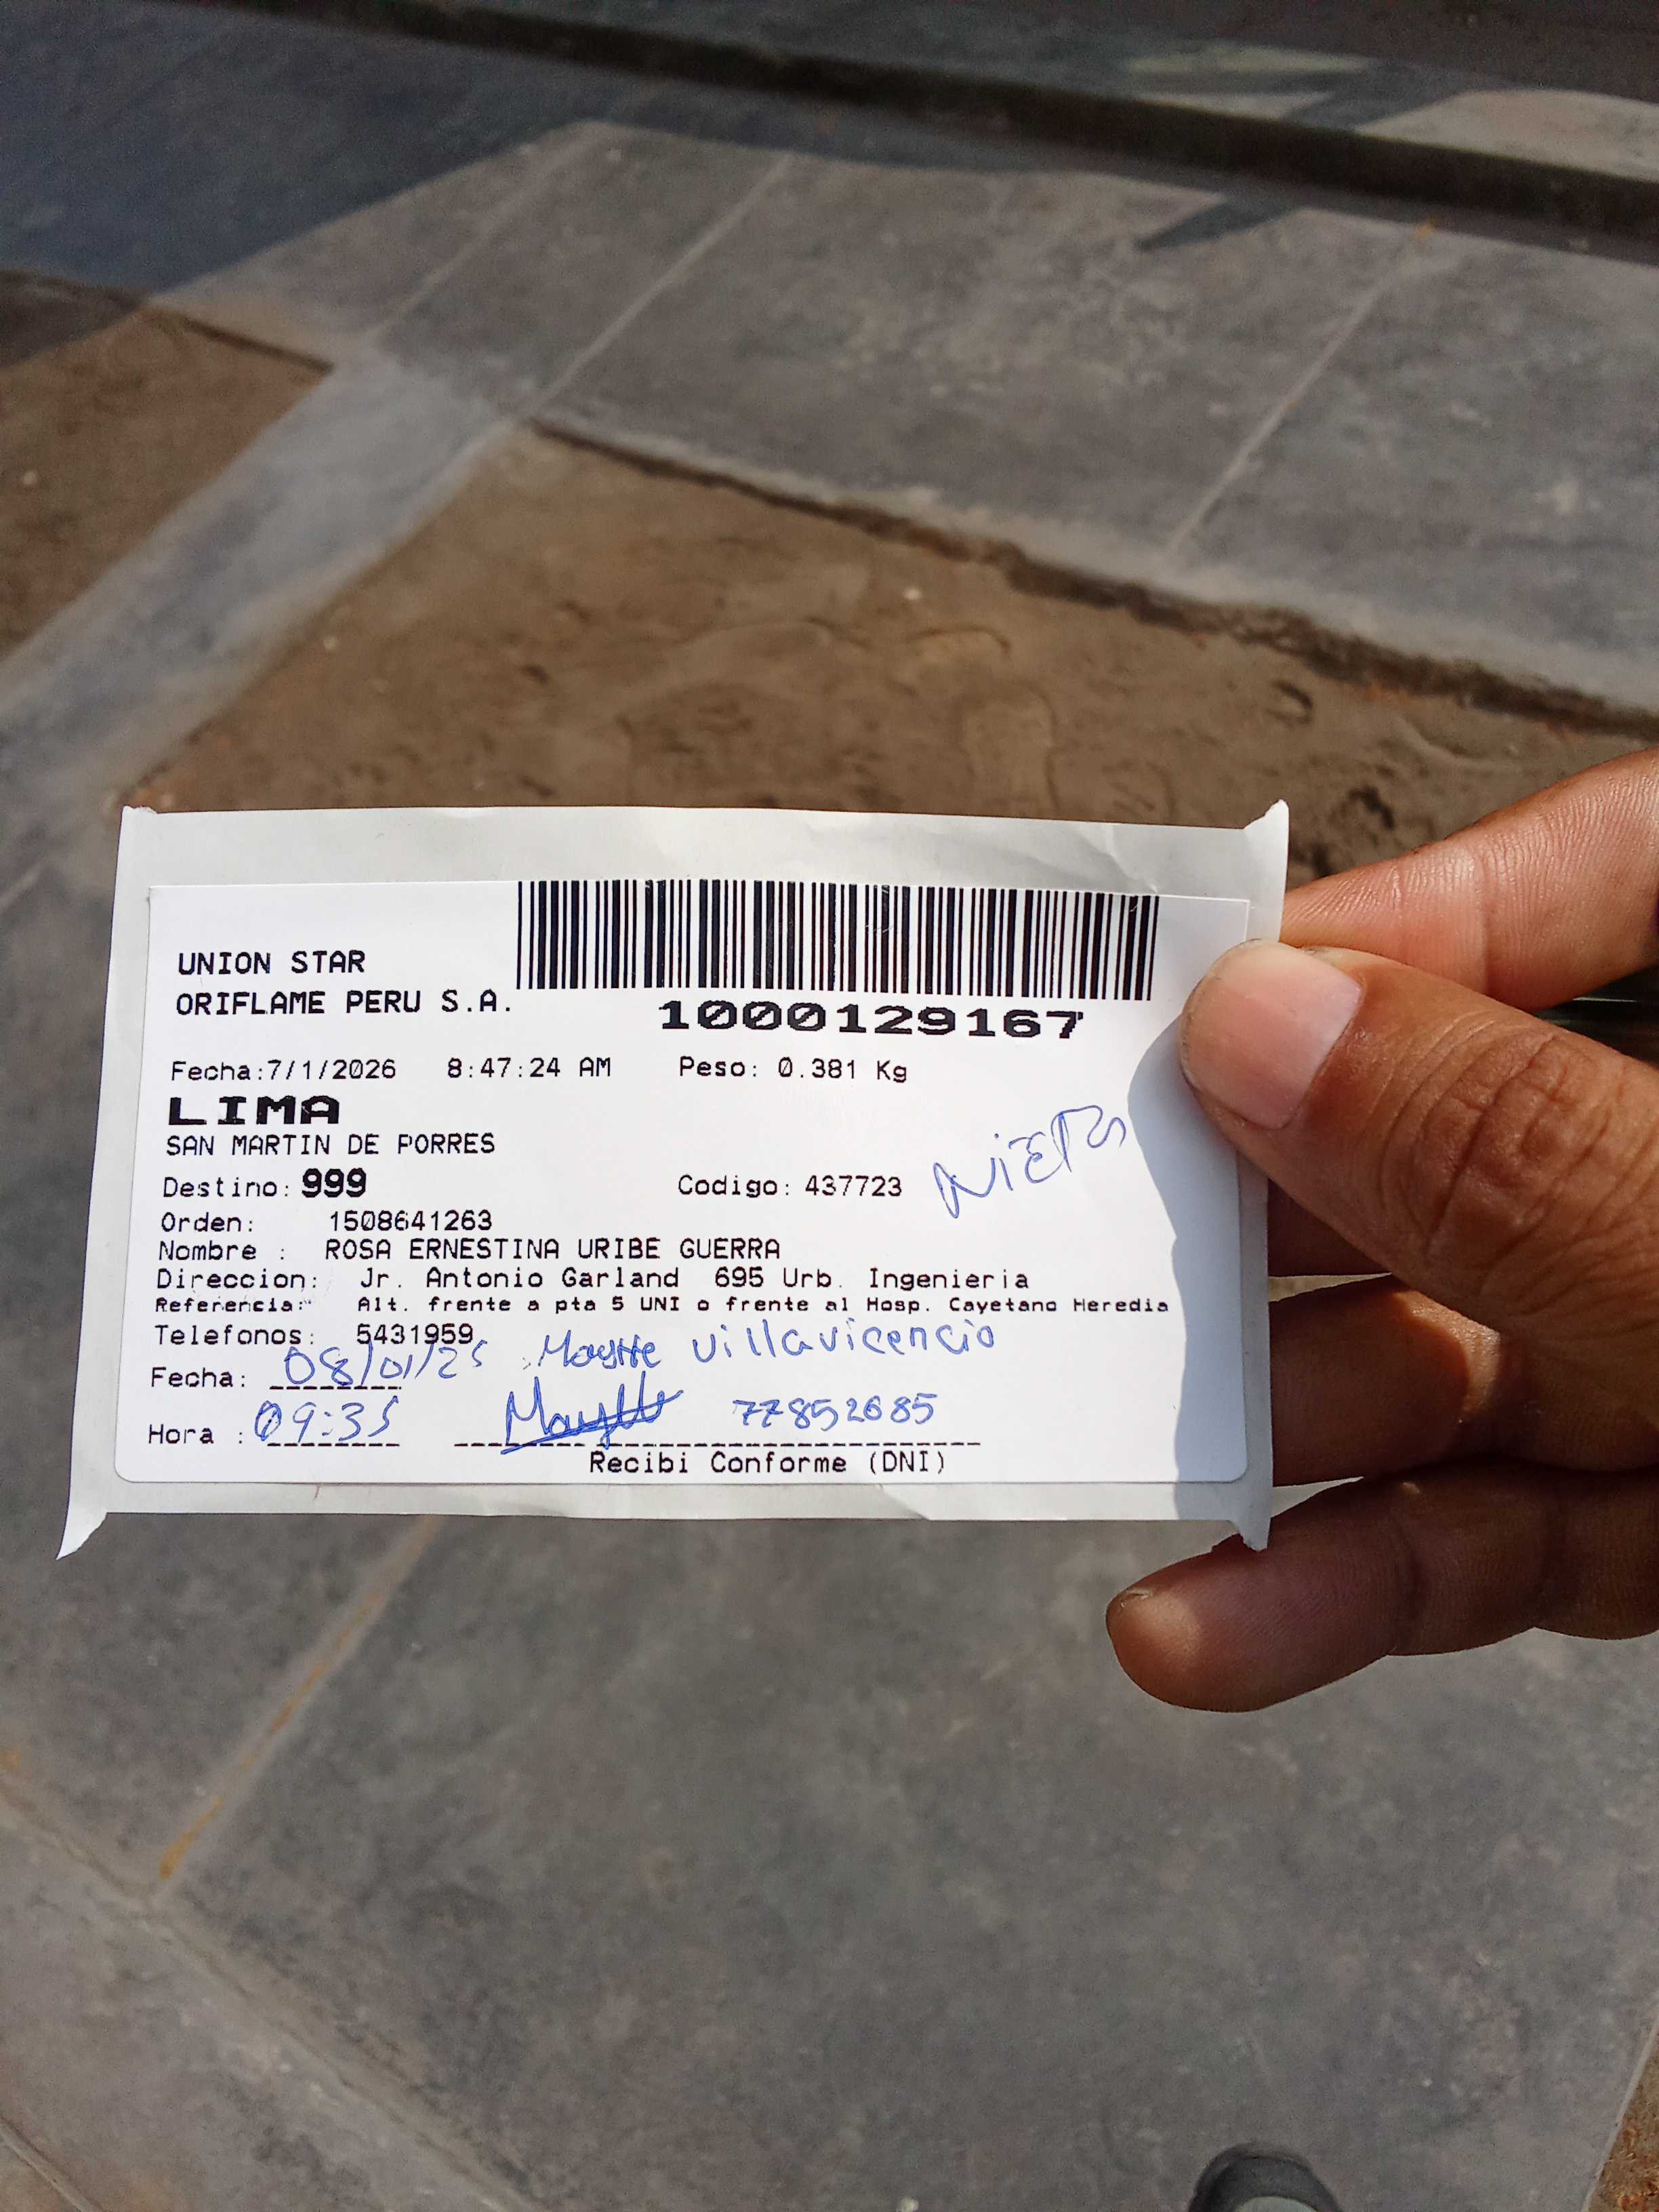 UNION STAR
ORIFLAME PERU S.A.
1000129167
Fecha:7/1/2026 8:47:24 AM Peso: 0.381 Kg
LIMA
SAN MARTIN DE PORRES
NiETA
Destino: 999 Codigo: 437723
Orden: 1508641263
Nombre : ROSA ERNESTINA URIBE GUERRA
Direccion: Jr. Antonio Garland 695 Urb. Ingenieria
Referencia: Alt. frente a pta 5 UNI o frente al Hosp. Cayetano Heredia
Telefonos: 5431959
villavicencio
Fecha: 08/01/25
Hora : 09:35 77852685
Recibi Conforme (DNI)